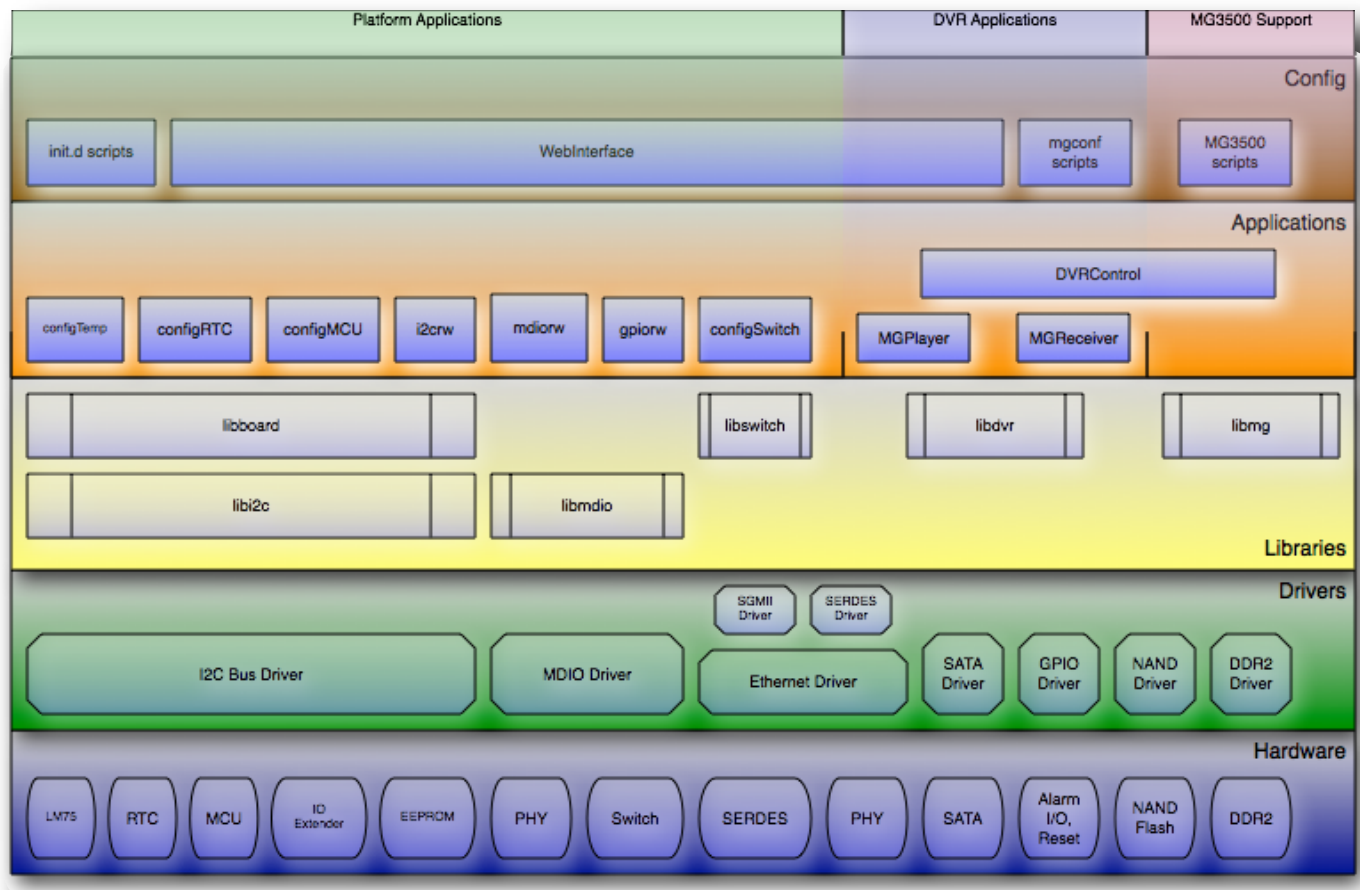 Platform Applications
DVR Applications
MG3500 Support
Config
init.d scripts
WebInterface
mgconf
scripts
MG3500
scripts
Applications
DVRControl
configTemp
configRTC
configMCU
i2crw
mdiorw
gpiorw
configSwitch
MGPlayer
MGReceiver
libboard
libswitch
libdvr
libmg
libi2c
libmdio
Libraries
Drivers
SGMII
Driver
SERDES
Driver
I2C Bus Driver
MDIO Driver
Ethernet Driver
SATA
Driver
GPIO
Driver
NAND
Driver
DDR2
Driver
Hardware
LM75
RTC
MCU
IO
Extender
EEPROM
PHY
Switch
SERDES
PHY
SATA
Alarm
I/O,
Reset
NAND
Flash
DDR2